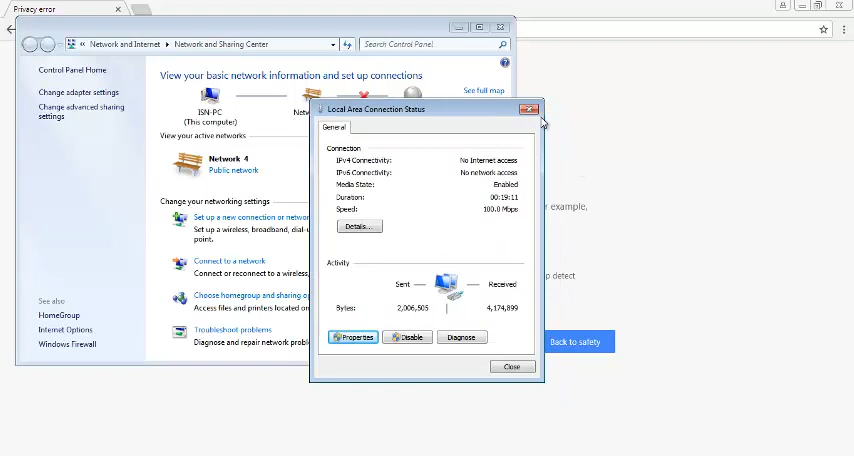 Privacy error
Network and Internet
Network and Sharing Center
Search Control Panel
Control Panel Home
Change adapter settings
Change advanced sharing
settings
View your basic network information and set up connections
See full map
ISN-PC
(This computer)
View your active networks
Network 4
Public network
Change your networking settings
Set up a new connection or networ
Set up a wireless, broadband, dial-u
point.
Connect to a network
Connect or reconnect to a wireless,
Choose homegroup and sharing op
Access files and printers located on
Troubleshoot problems
Diagnose and repair network probl
See also
HomeGroup
Internet Options
Windows Firewall
Local Area Connection Status
General
Connection
IPv4 Connectivity: No Internet access
IPv6 Connectivity: No network access
Media State: Enabled
Duration: 00:19:11
Speed: 100.0 Mbps
Details...
Activity
Sent
Received
Bytes: 2,006,505 4,174,899
Properties
Disable
Diagnose
Close
or example,
p detect
Back to safety